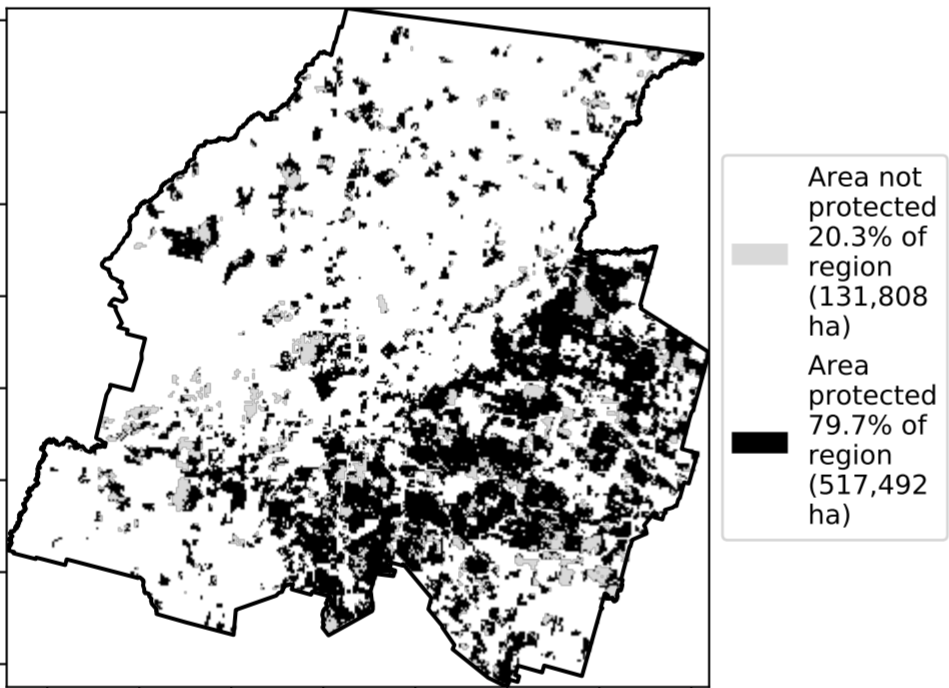 Area not
protected
20.3% of
region
(131,808
ha)
Area
protected
79.7% of
region
(517,492
ha)